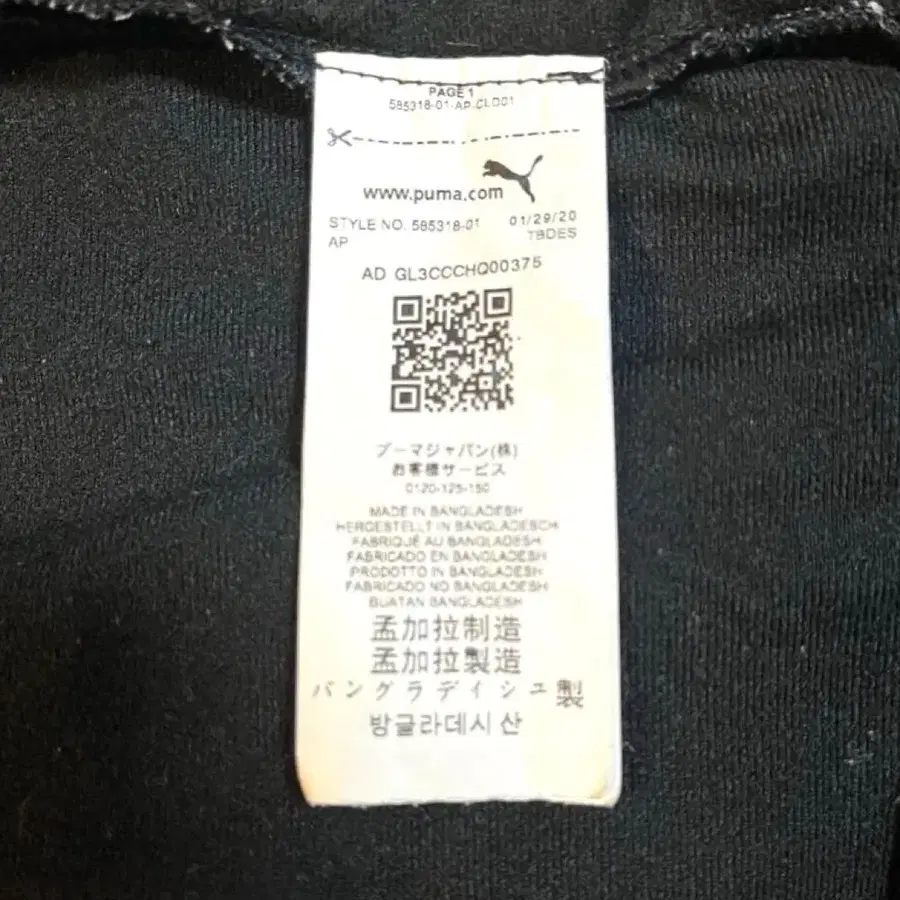 PAGE 1
585318-01-AP-CLD01
www.puma.com
STYLE NO. 585318-01 01/29/20
AP TBDES
AD GL3CCCHQ00375
プーマジャパン(株)
お客様サービス
0120-125-150
MADE IN BANGLADESH
HERGESTELLT IN BANGLADESCH
FABRIQUÉ AU BANGLADESH
FABRICADO EN BANGLADESH
PRODOTTO IN BANGLADESH
FABRICADO NO BANGLADESH
BUATAN BANGLADESH
孟加拉制造
孟加拉製造
バングラデイシュ製
방글라데시 산